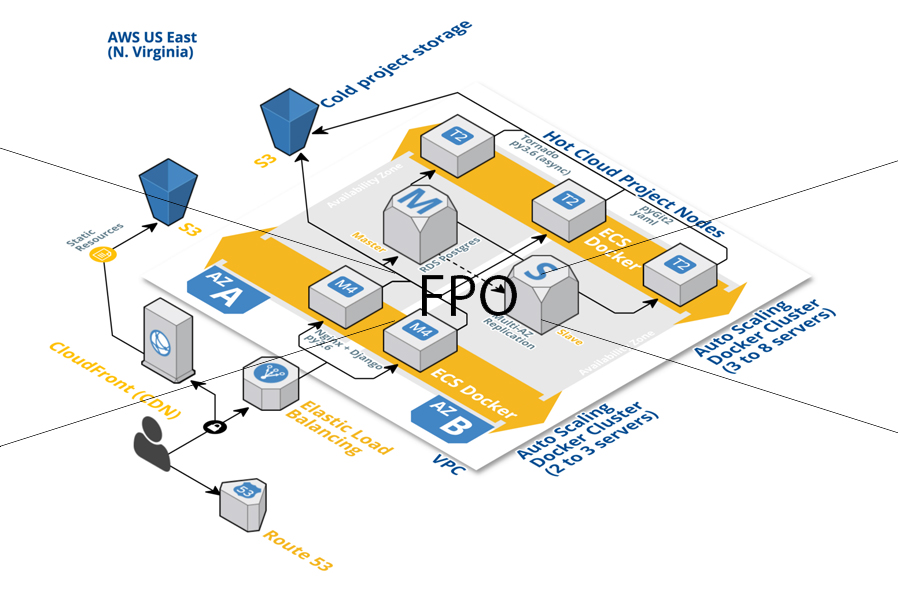 AWS US East
(N. Virginia)
Cold project storage
S3
S3
Static
Resources
Hot Cloud Project Nodes
T2
Tornado
py3.6 (async)
T2
pyGit2
yaml
T2
ECS
Docker
Availability Zone
M
Master
RDS Postgres
S
Slave
Multi-AZ
Replication
FPO
AZ
A
M4
Nginx + Django
py3.6
M4
Availability Zone
ECS Docker
AZ
B
Auto Scaling
Docker Cluster
(3 to 8 servers)
Auto Scaling
Docker Cluster
(2 to 3 servers)
VPC
CloudFront (CDN)
Elastic Load
Balancing
53
Route 53